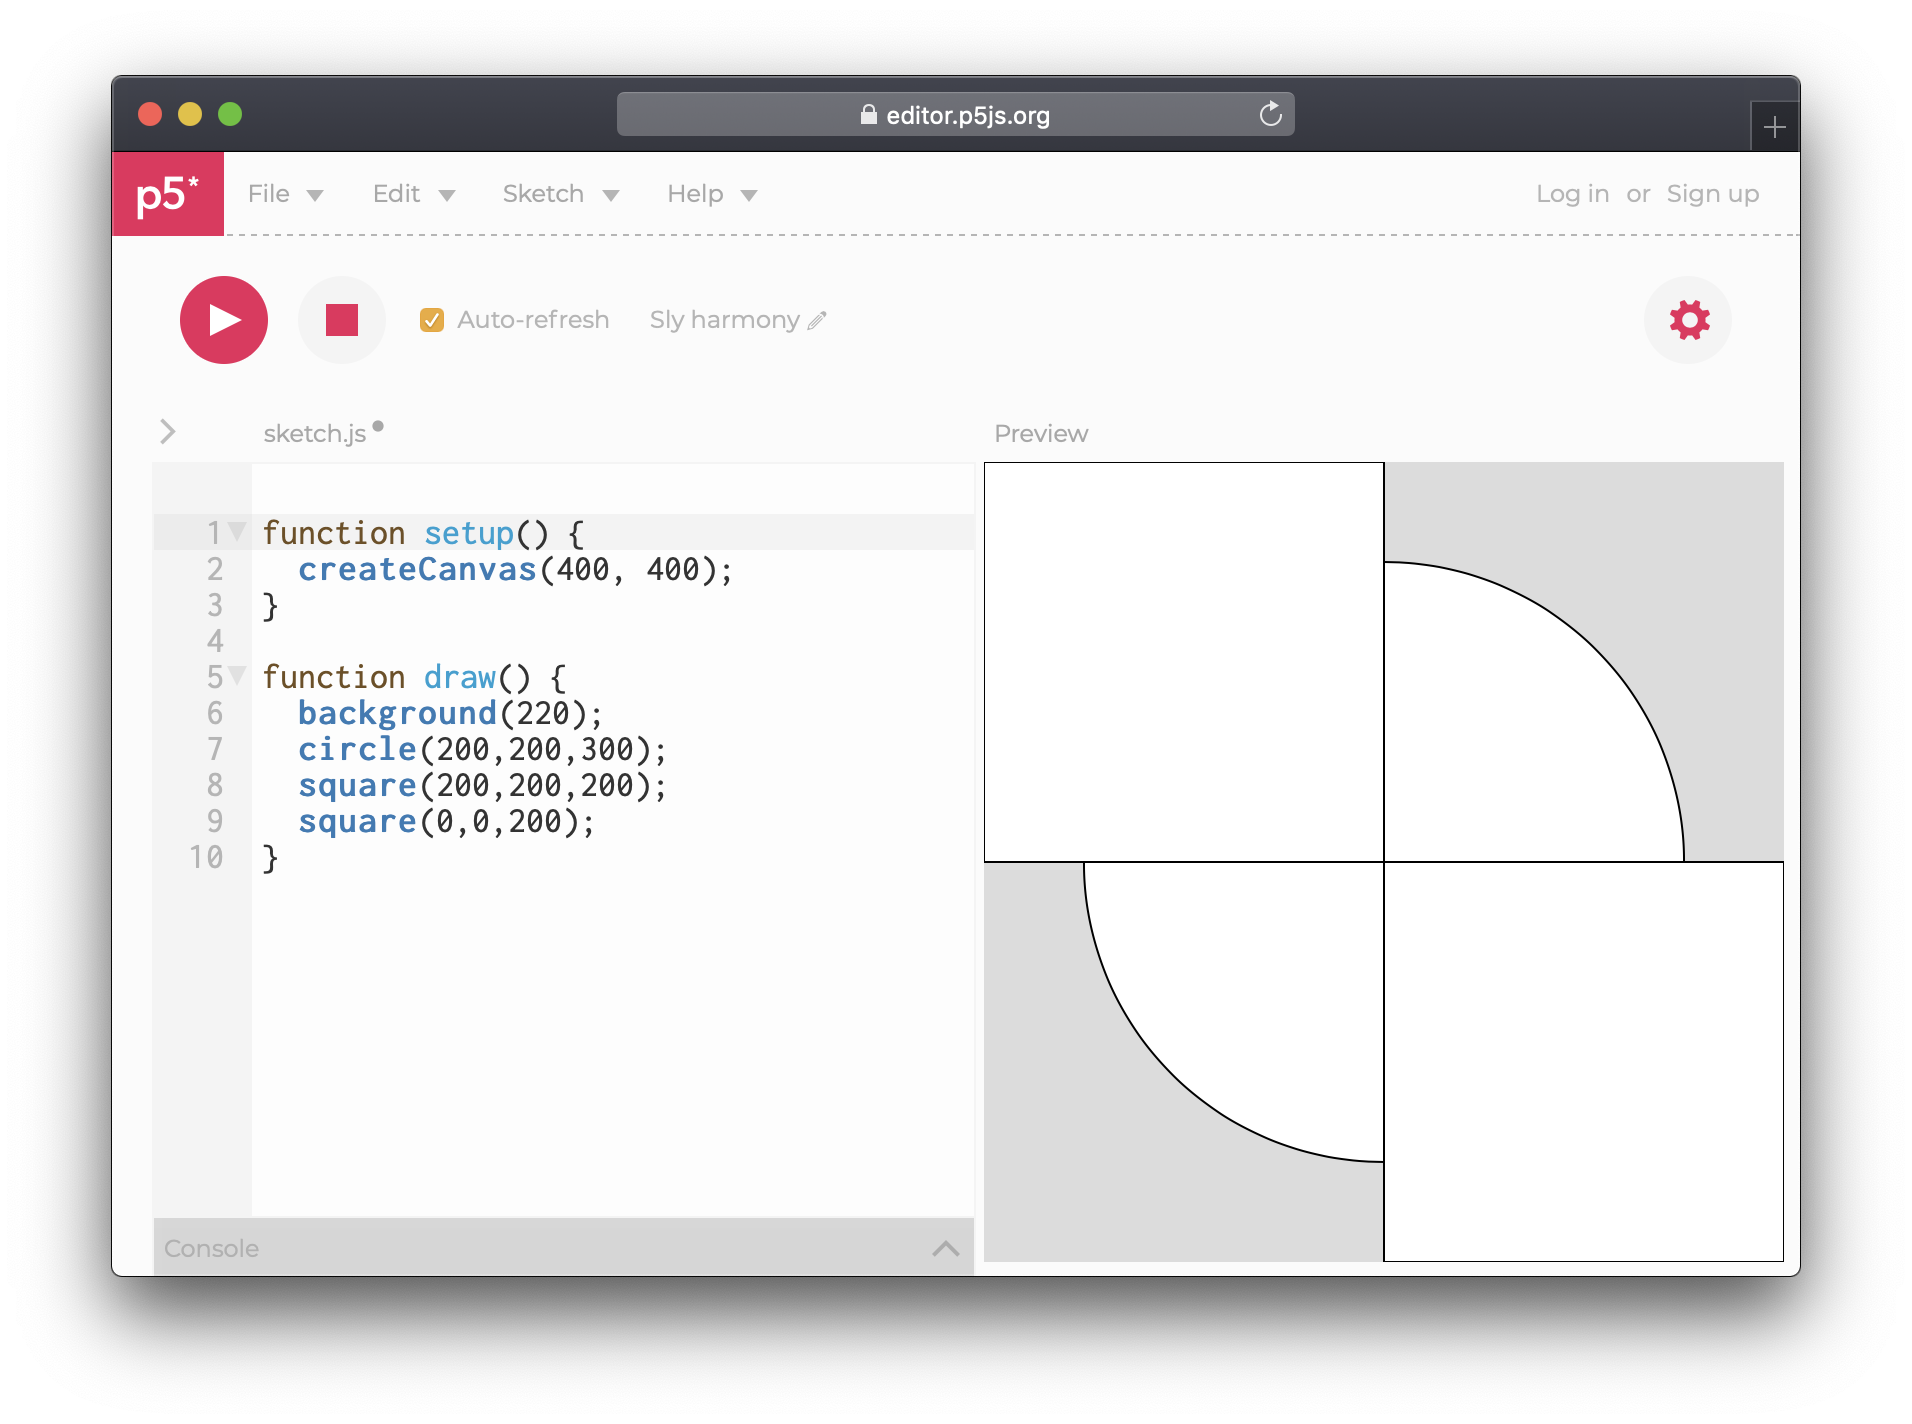 editor.p5js.org
p5* File Edit Sketch Help Log in or Sign up
Auto-refresh Sly harmony
sketch.js Preview
1 function setup() {
2   createCanvas(400, 400);
3 }
4
5 function draw() {
6   background(220);
7   circle(200,200,300);
8   square(200,200,200);
9   square(0,0,200);
10 }
Console